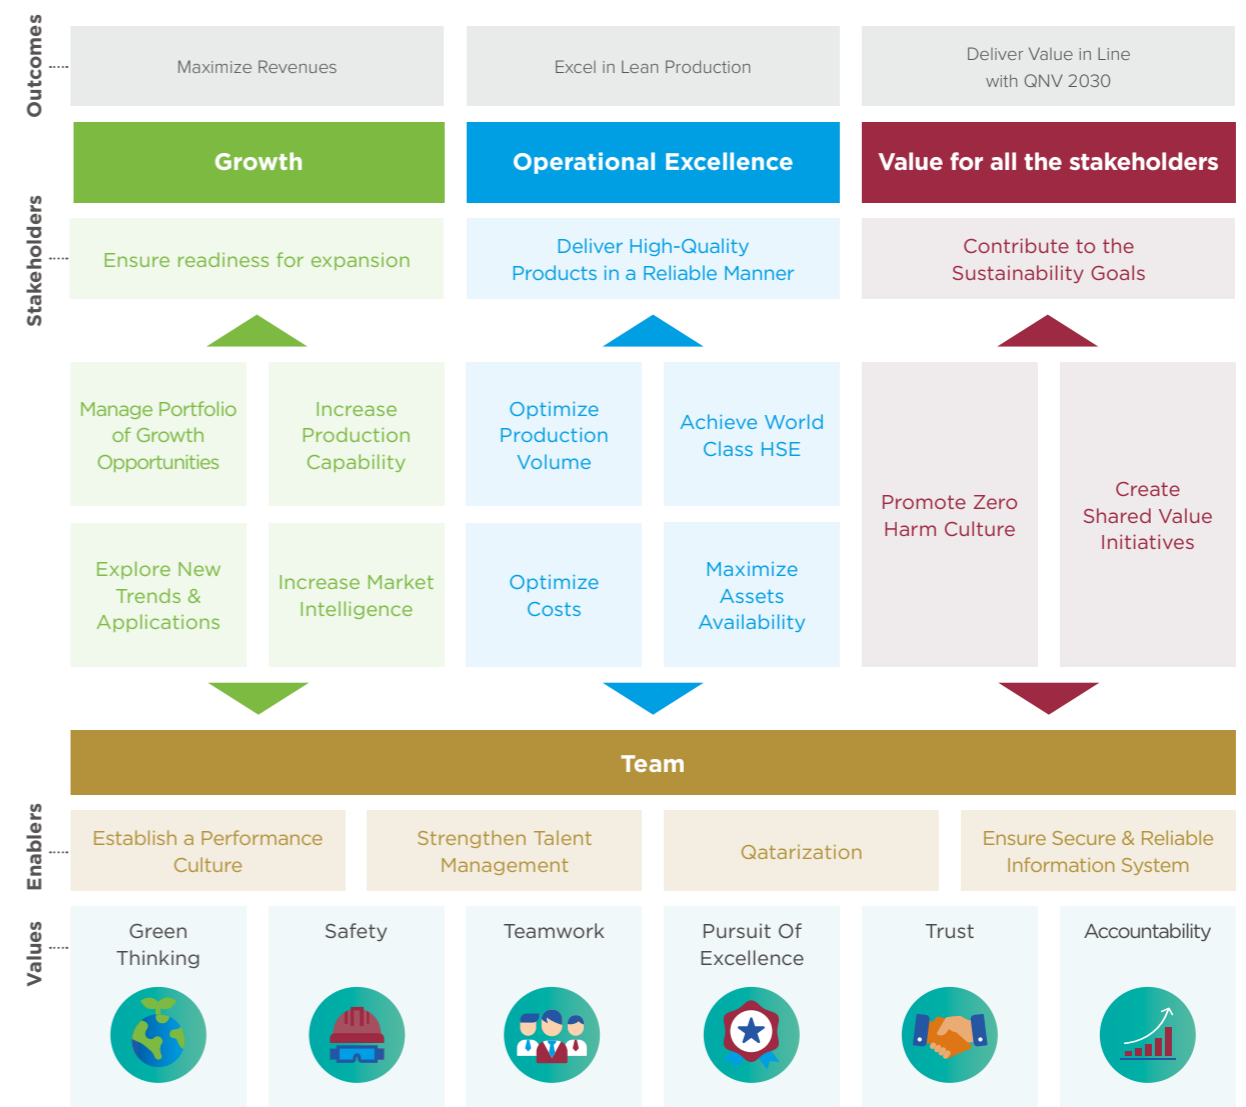 Outcomes
Maximize Revenues
Excel in Lean Production
Deliver Value in Line
with QNV 2030
Growth
Operational Excellence
Value for all the stakeholders
Stakeholders
Ensure readiness for expansion
Deliver High-Quality
Products in a Reliable Manner
Contribute to the
Sustainability Goals
Manage Portfolio
of Growth
Opportunities
Increase
Production
Capability
Optimize
Production
Volume
Achieve World
Class HSE
Promote Zero
Harm Culture
Create
Shared Value
Initiatives
Explore New
Trends &
Applications
Increase Market
Intelligence
Optimize
Costs
Maximize
Assets
Availability
Team
Enablers
Establish a Performance
Culture
Strengthen Talent
Management
Qatarization
Ensure Secure & Reliable
Information System
Values
Green
Thinking
Safety
Teamwork
Pursuit Of
Excellence
Trust
Accountability